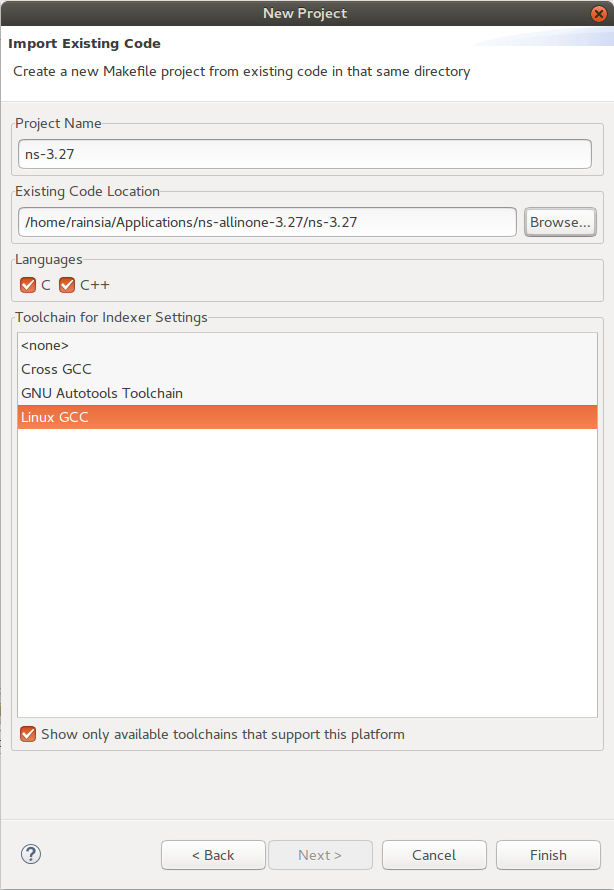 New Project
Import Existing Code
Create a new Makefile project from existing code in that same directory
Project Name
ns-3.27
Existing Code Location
/home/rainsia/Applications/ns-allinone-3.27/ns-3.27
Browse...
Languages
C C++
Toolchain for Indexer Settings
<none>
Cross GCC
GNU Autotools Toolchain
Linux GCC
Show only available toolchains that support this platform
? < Back Next > Cancel Finish